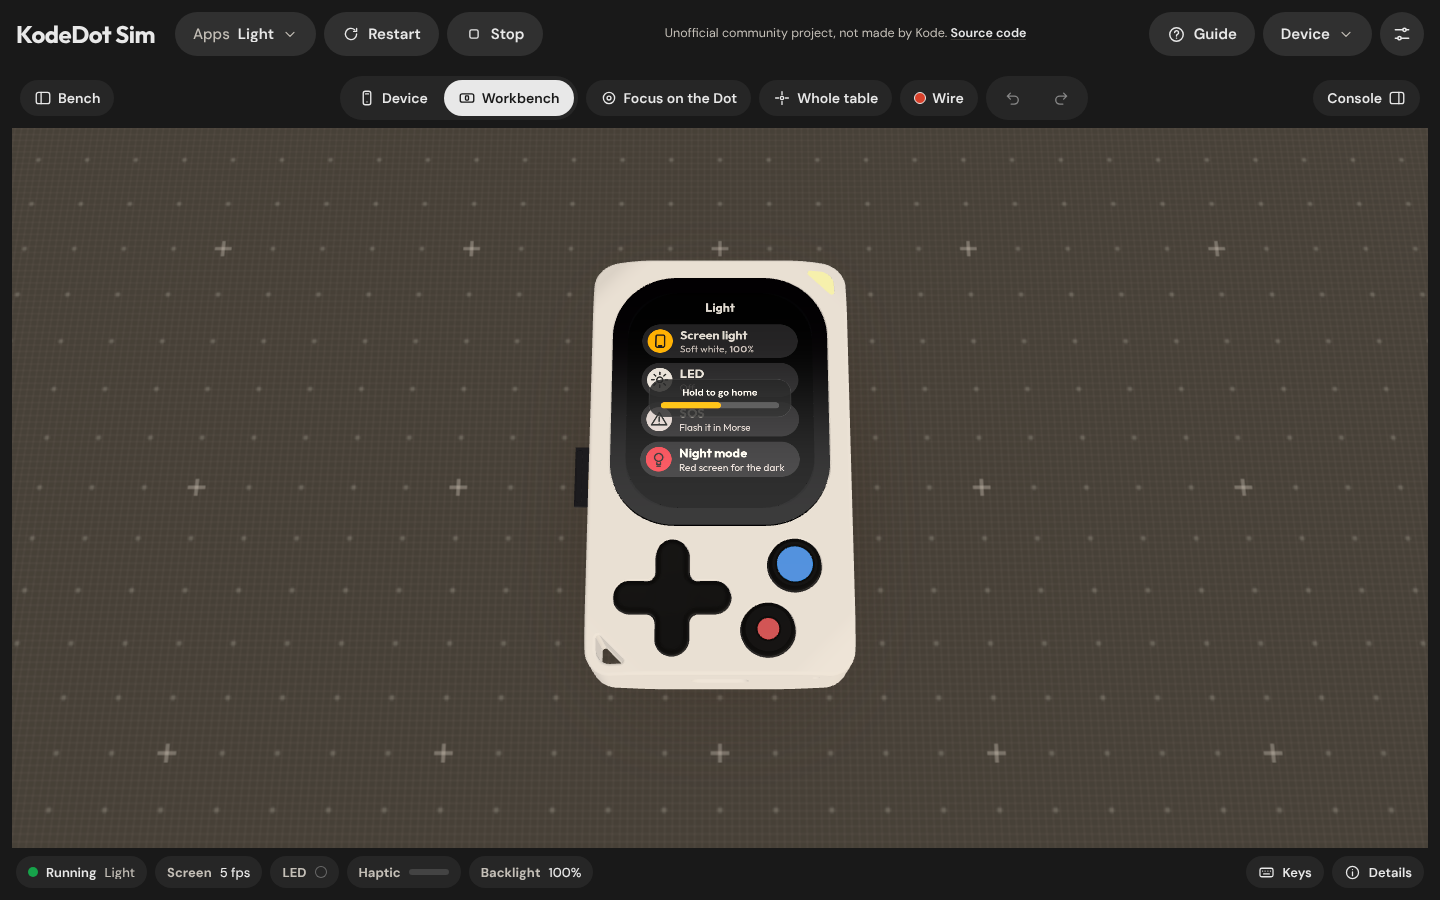 KodeDot Sim
Apps Light
Restart
Stop
Unofficial community project, not made by Kode. Source code
Guide
Device
Bench
Device
Workbench
Focus on the Dot
Whole table
Wire
Console
Light
Screen light
Soft white, 100%
LED
Hold to go home
SOS
Flash it in Morse
Night mode
Red screen for the dark
Running Light
Screen 5 fps
LED
Haptic
Backlight 100%
Keys
Details